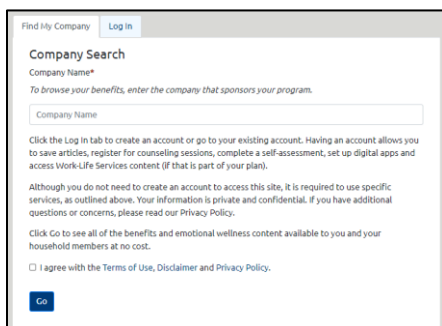 Find My Company
Log In
Company Search
Company Name*
To browse your benefits, enter the company that sponsors your program.
Company Name
Click the Log In tab to create an account or go to your existing account. Having an account allows you
to save articles, register for counseling sessions, complete a self-assessment, set up digital apps and
access Work-Life Services content (if that is part of your plan).
Although you do not need to create an account to access this site, it is required to use specific
services, as outlined above. Your information is private and confidential. If you have additional
questions or concerns, please read our Privacy Policy.
Click Go to see all of the benefits and emotional wellness content available to you and your
household members at no cost.
I agree with the Terms of Use, Disclaimer and Privacy Policy.
Go